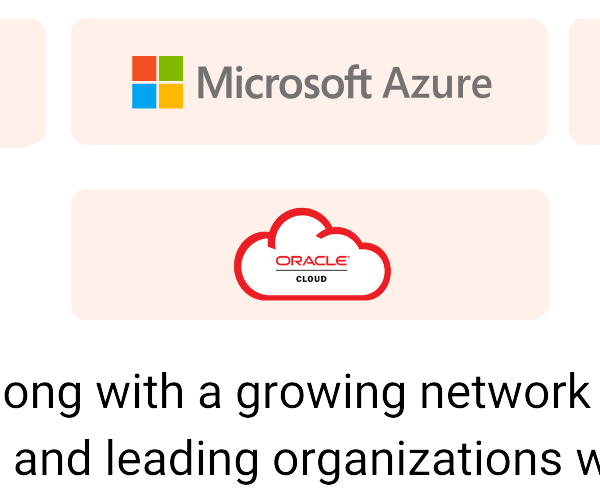 Microsoft Azure
ORACLE
CLOUD
ong with a growing network
and leading organizations w